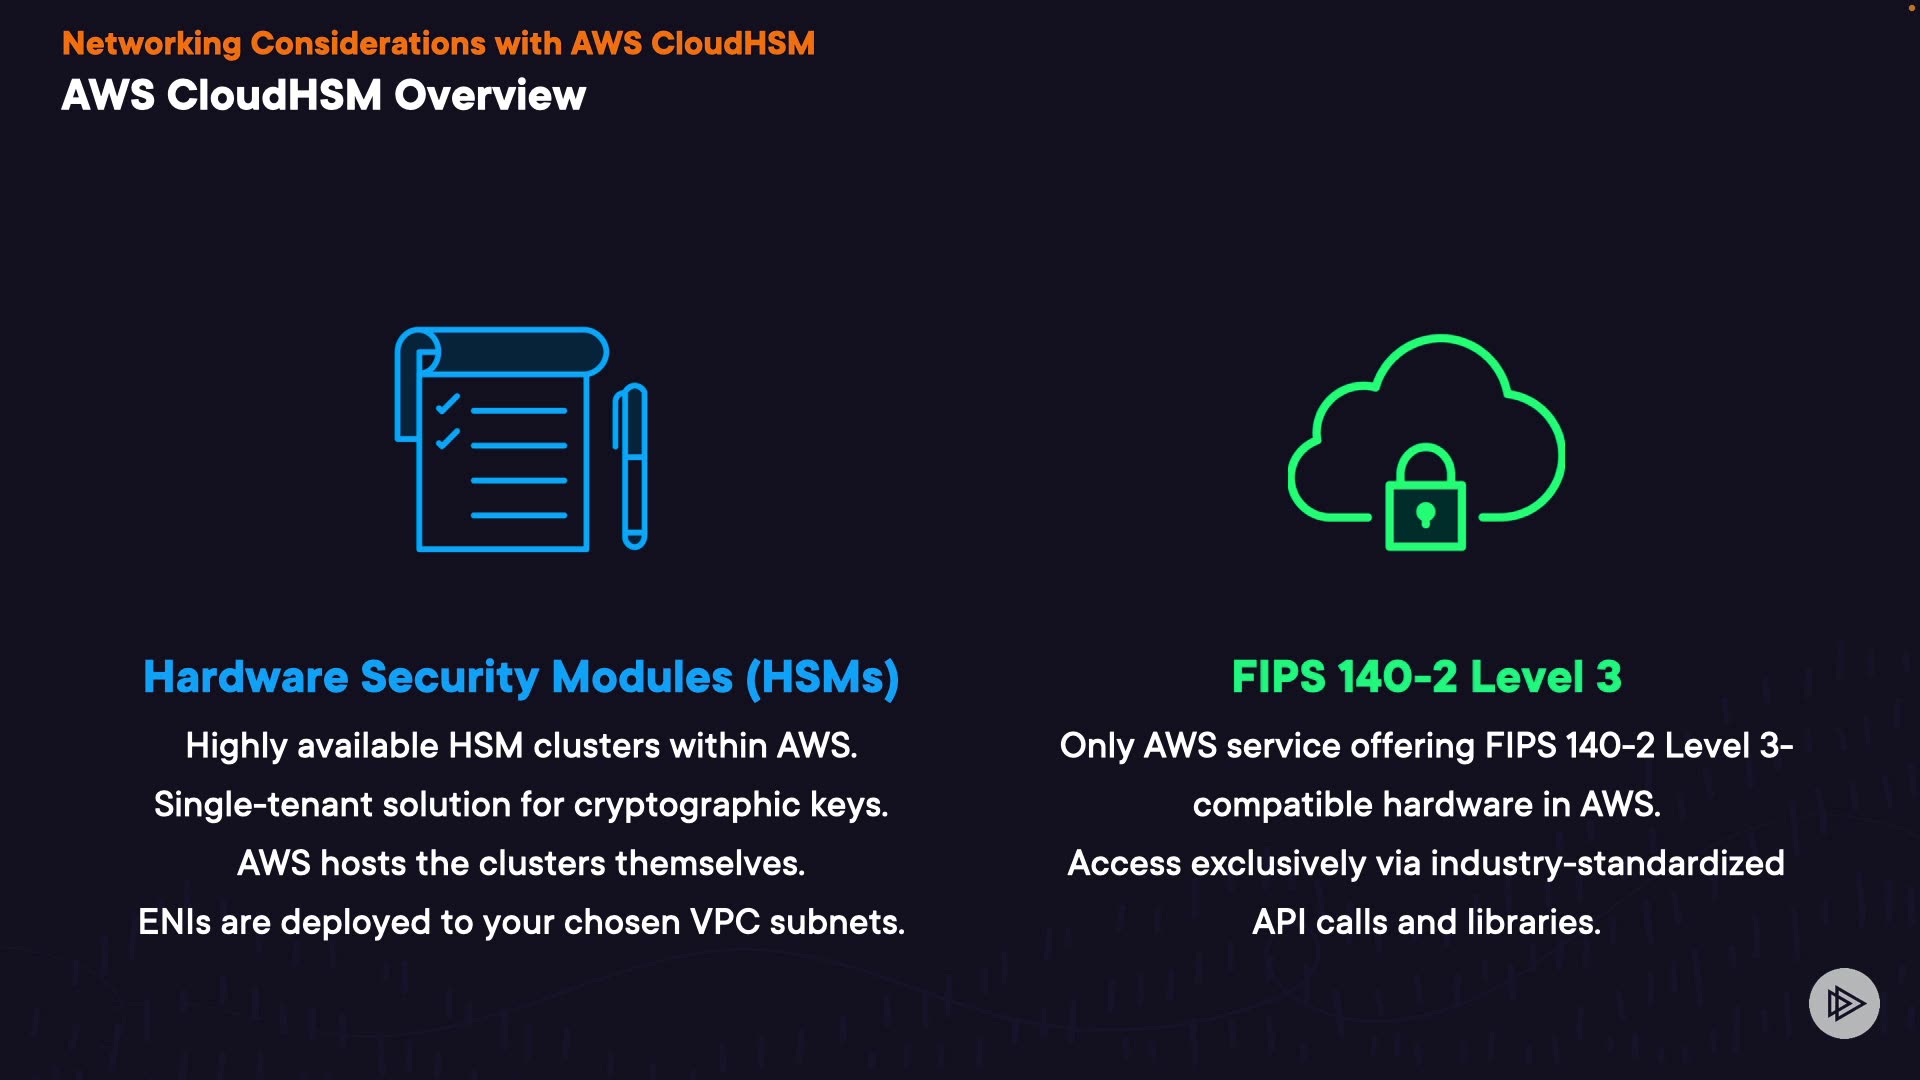 Networking Considerations with AWS CloudHSM
AWS CloudHSM Overview
Hardware Security Modules (HSMs)
Highly available HSM clusters within AWS.
Single-tenant solution for cryptographic keys.
AWS hosts the clusters themselves.
ENIs are deployed to your chosen VPC subnets.
FIPS 140-2 Level 3
Only AWS service offering FIPS 140-2 Level 3-
compatible hardware in AWS.
Access exclusively via industry-standardized
API calls and libraries.